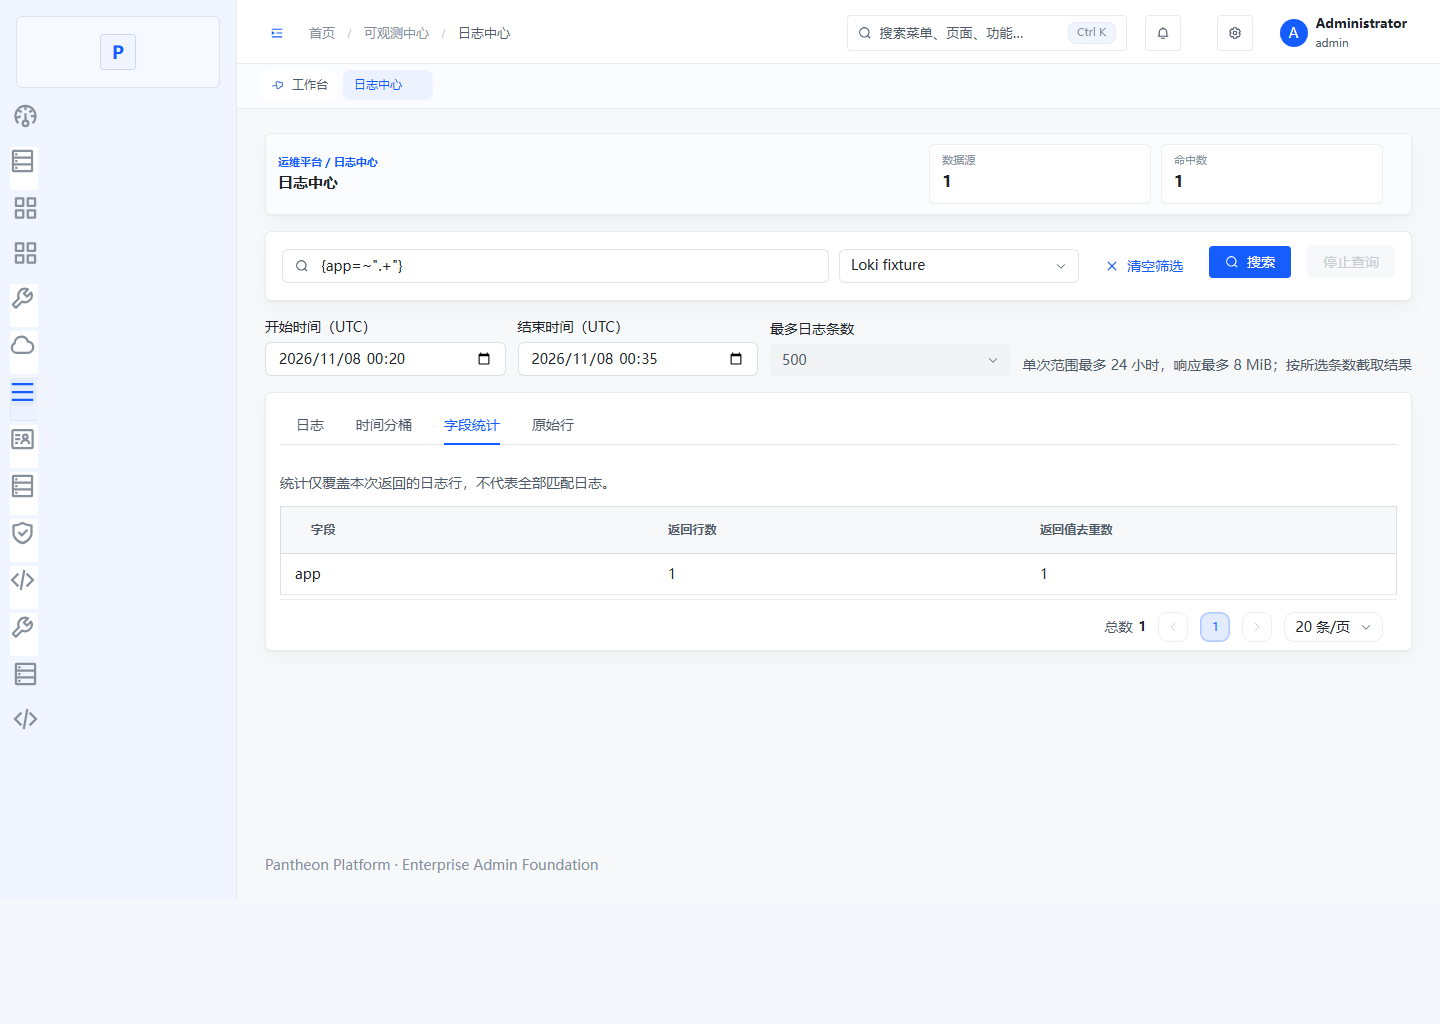 P
首页 / 可观测中心 / 日志中心
搜索菜单、页面、功能... Ctrl K
A
Administrator
admin
工作台
日志中心
运维平台 / 日志中心
日志中心
数据源
1
命中数
1
{app=~".+"}
Loki fixture
清空筛选
搜索
停止查询
开始时间（UTC）
2026/11/08 00:20
结束时间（UTC）
2026/11/08 00:35
最多日志条数
500
单次范围最多 24 小时，响应最多 8 MiB；按所选条数截取结果
日志 时间分桶 字段统计 原始行
统计仅覆盖本次返回的日志行，不代表全部匹配日志。
字段 返回行数 返回值去重数
app 1 1
总数 1 1 20 条/页
Pantheon Platform · Enterprise Admin Foundation